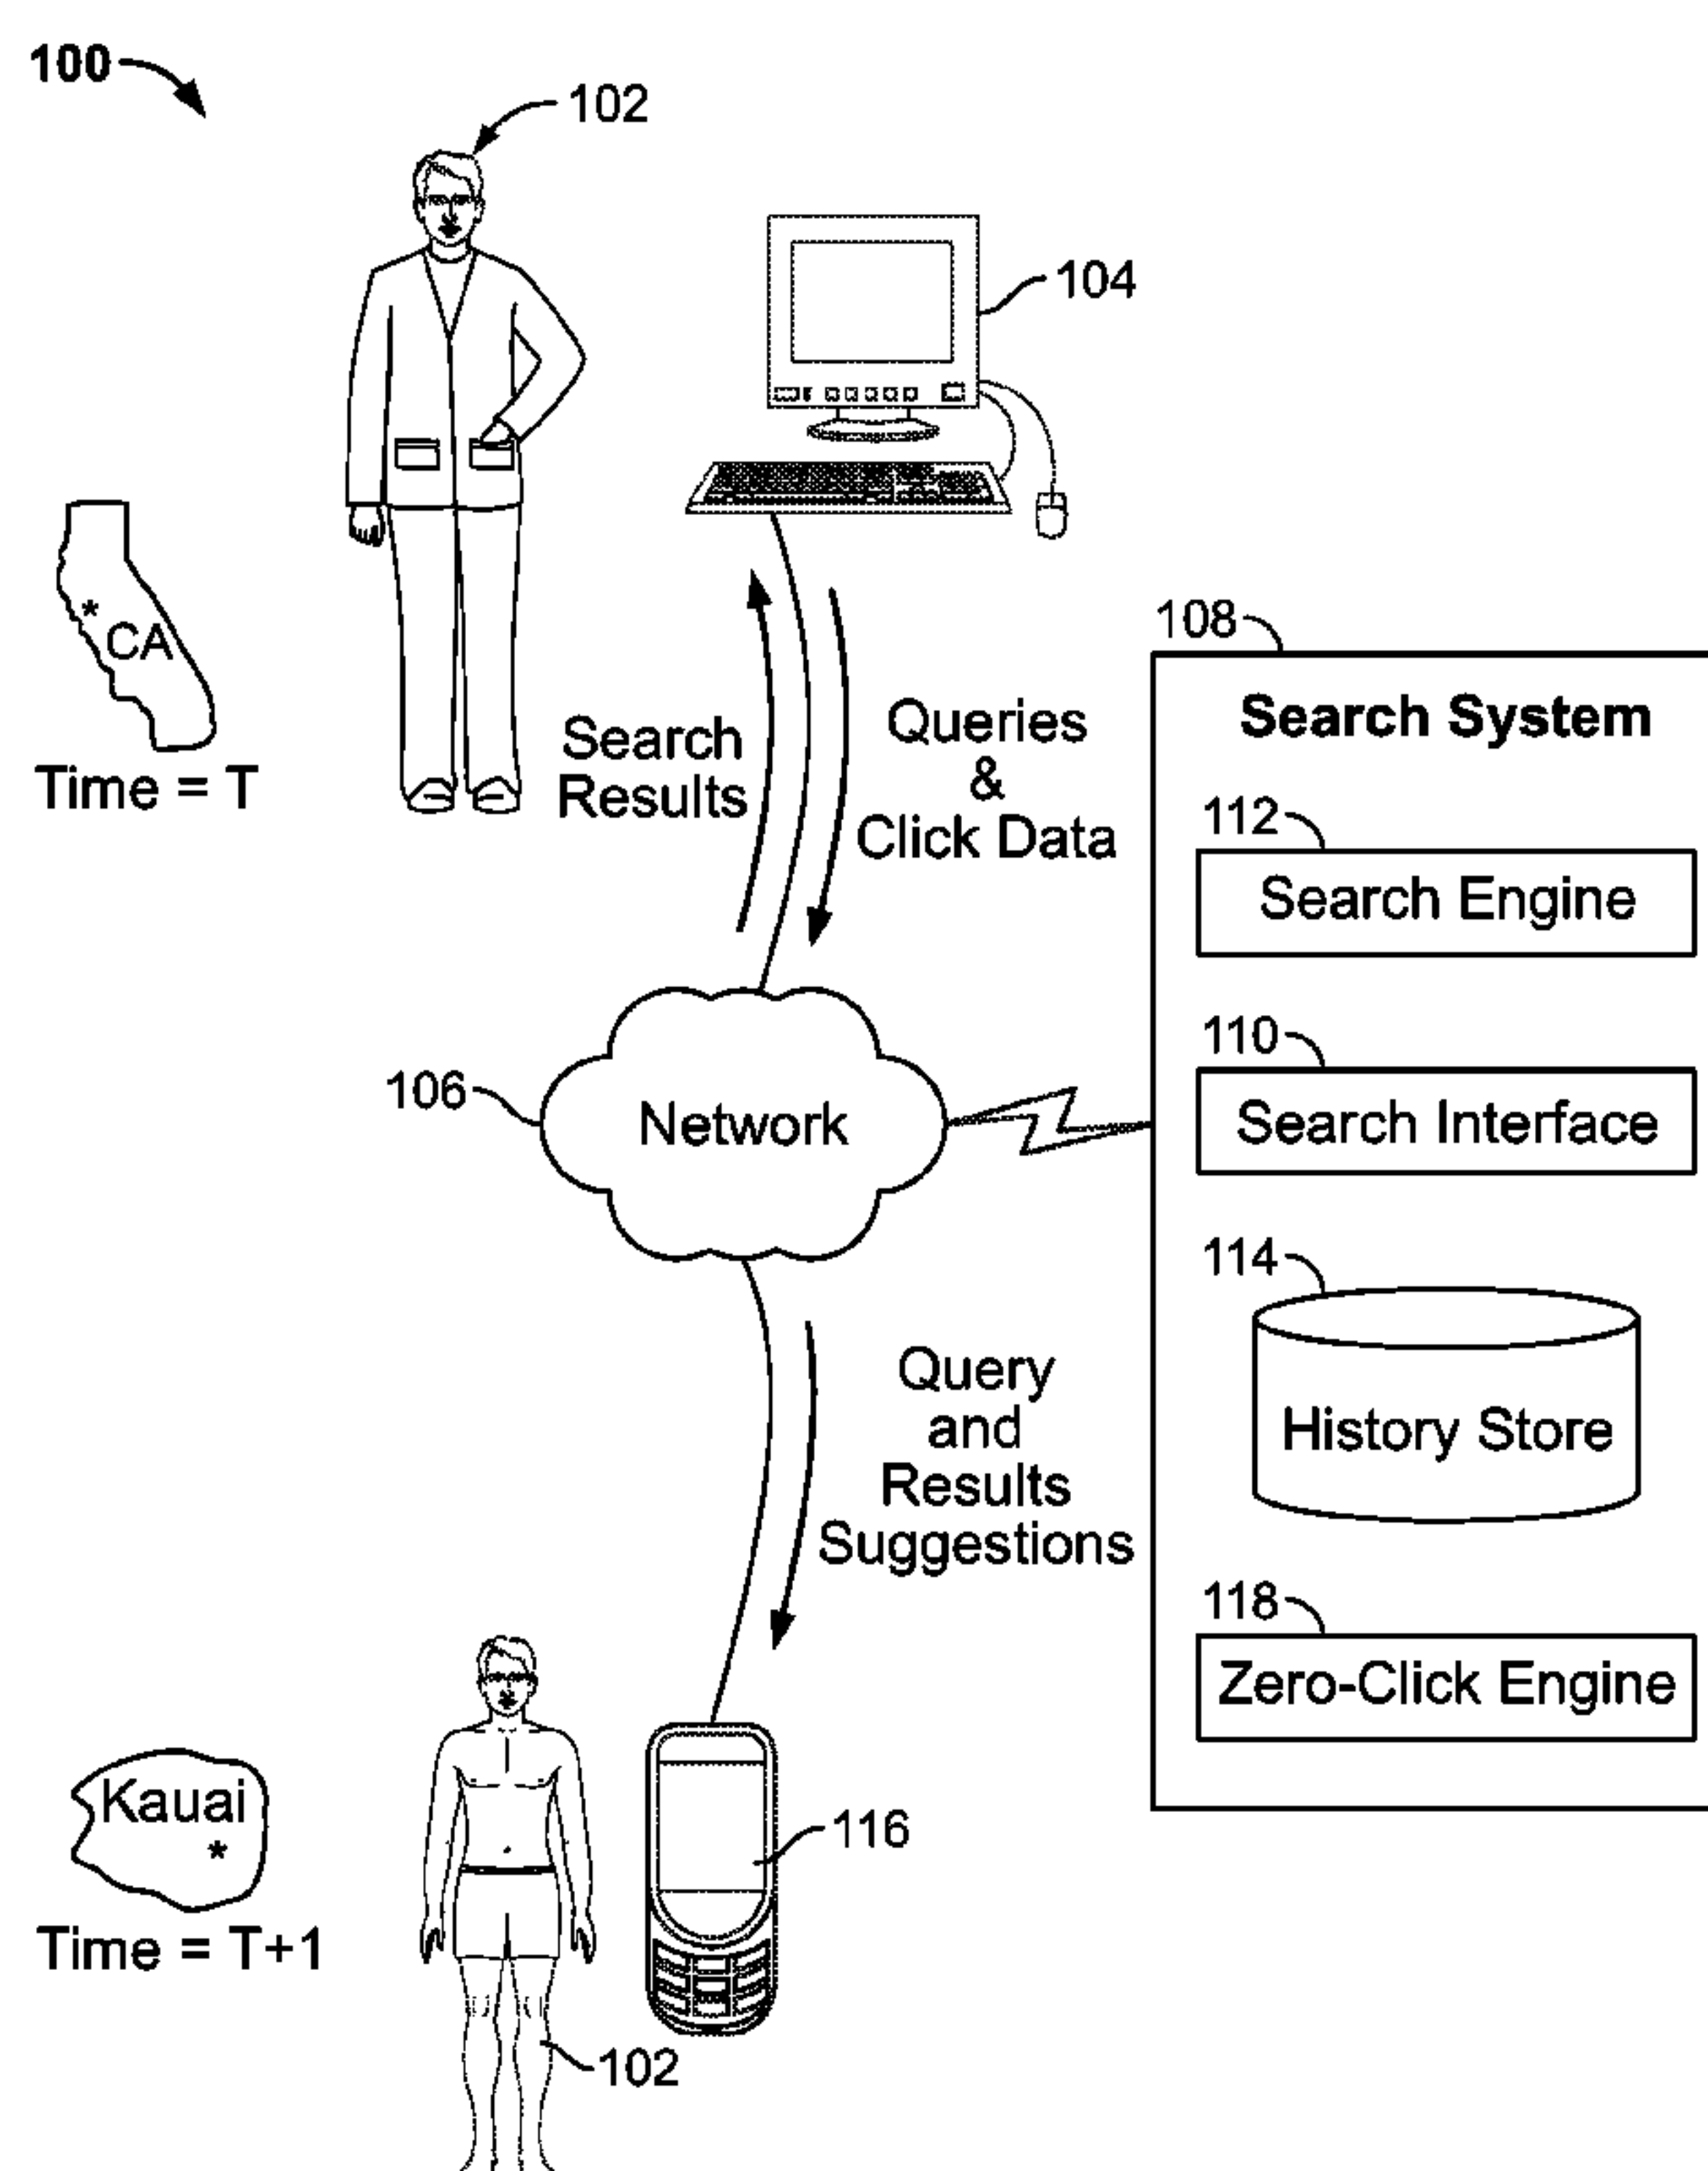 100
102
104
*
CA
Time = T
Search
Results
Queries
&
Click Data
108
Search System
112
Search Engine
110
Search Interface
106
Network
114
History Store
Query
and
Results
Suggestions
118
Zero-Click Engine
Kauai
*
Time = T+1
116
102